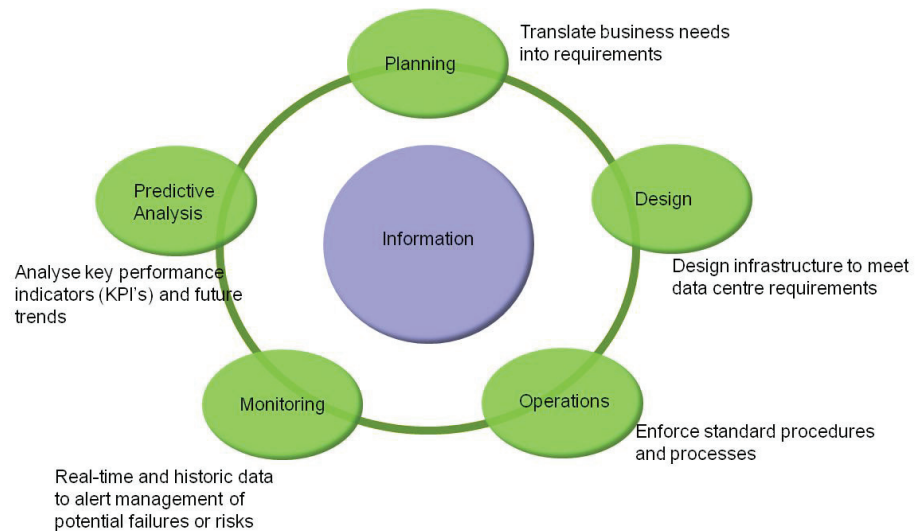 Planning
Translate business needs
into requirements
Design
Design infrastructure to meet
data centre requirements
Operations
Enforce standard procedures
and processes
Monitoring
Real-time and historic data
to alert management of
potential failures or risks
Predictive
Analysis
Analyse key performance
indicators (KPI's) and future
trends
Information